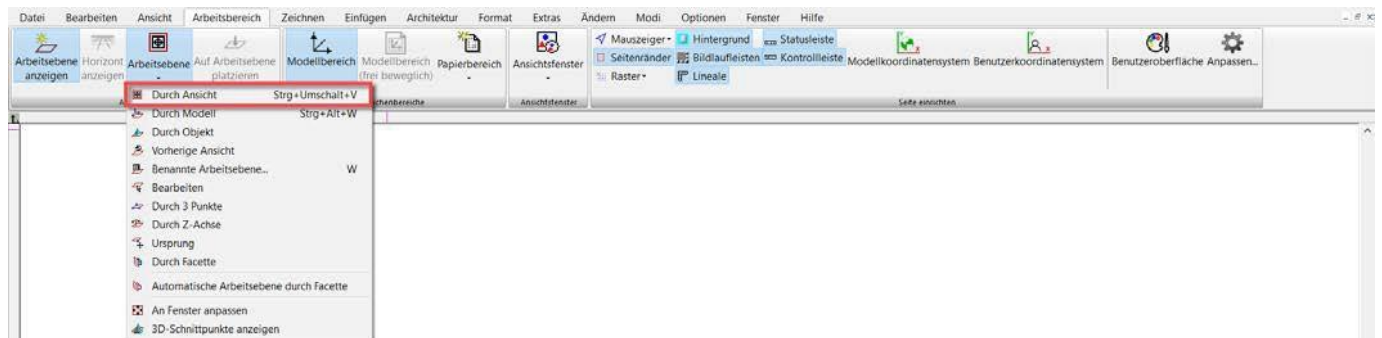 Datei Bearbeiten Ansicht Arbeitsbereich Zeichnen Einfügen Architektur Format Extras Ändern Modi Optionen Fenster Hilfe
Arbeitsebene anzeigen
Horizont anzeigen
Arbeitsebene
Auf Arbeitsebene platzieren
Modellbereich
Modellbereich (frei beweglich)
Papierbereich
Ansichtsfenster
Mauszeiger
Hintergrund
Statusleiste
Seitenränder
Bildlaufleisten
Kontrollleiste
Raster
Lineale
Modellkoordinatensystem
Benutzerkoordinatensystem
Benutzeroberfläche
Anpassen...
Ansichtsfenster
Seite einrichten
Durch Ansicht Strg+Umschalt+V
Durch Modell Strg+Alt+W
Durch Objekt
Vorherige Ansicht
Benannte Arbeitsebene... W
Bearbeiten
Durch 3 Punkte
Durch Z-Achse
Ursprung
Durch Facette
Automatische Arbeitsebene durch Facette
An Fenster anpassen
3D-Schnittpunkte anzeigen